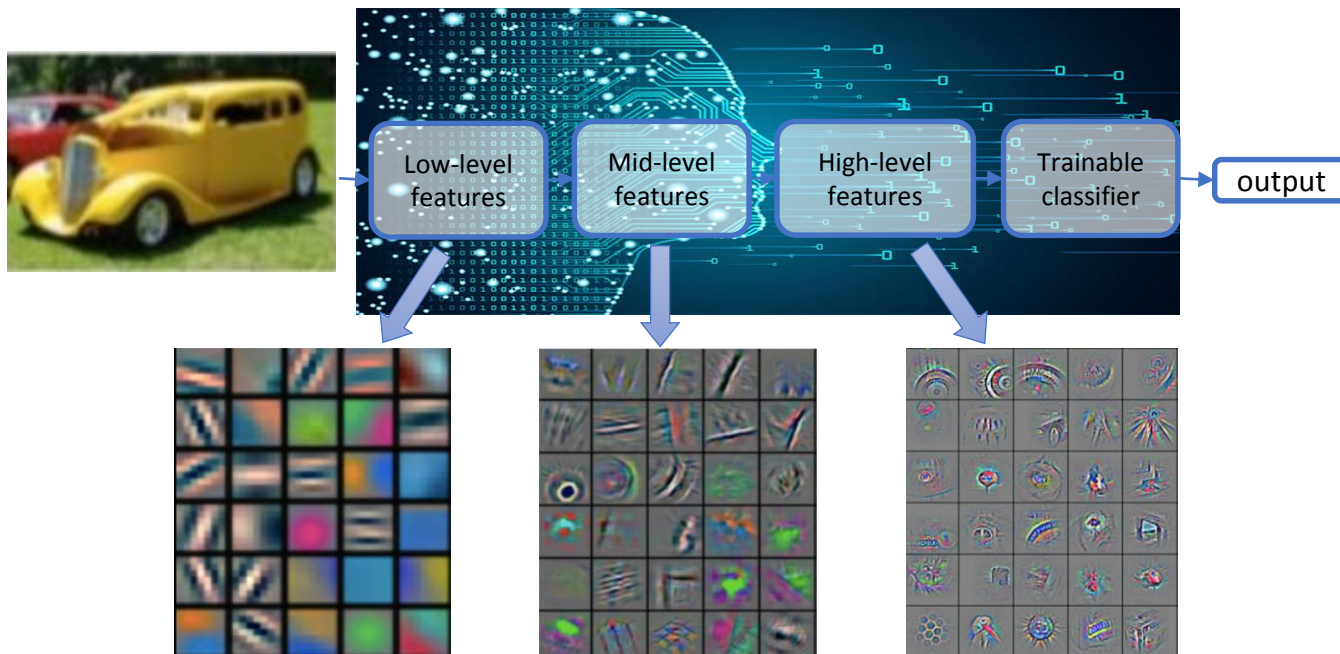 Low-level
features
Mid-level
features
High-level
features
Trainable
classifier
output